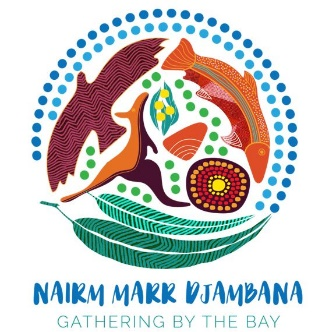 NAIRM MARR DJAMBANA
GATHERING BY THE BAY